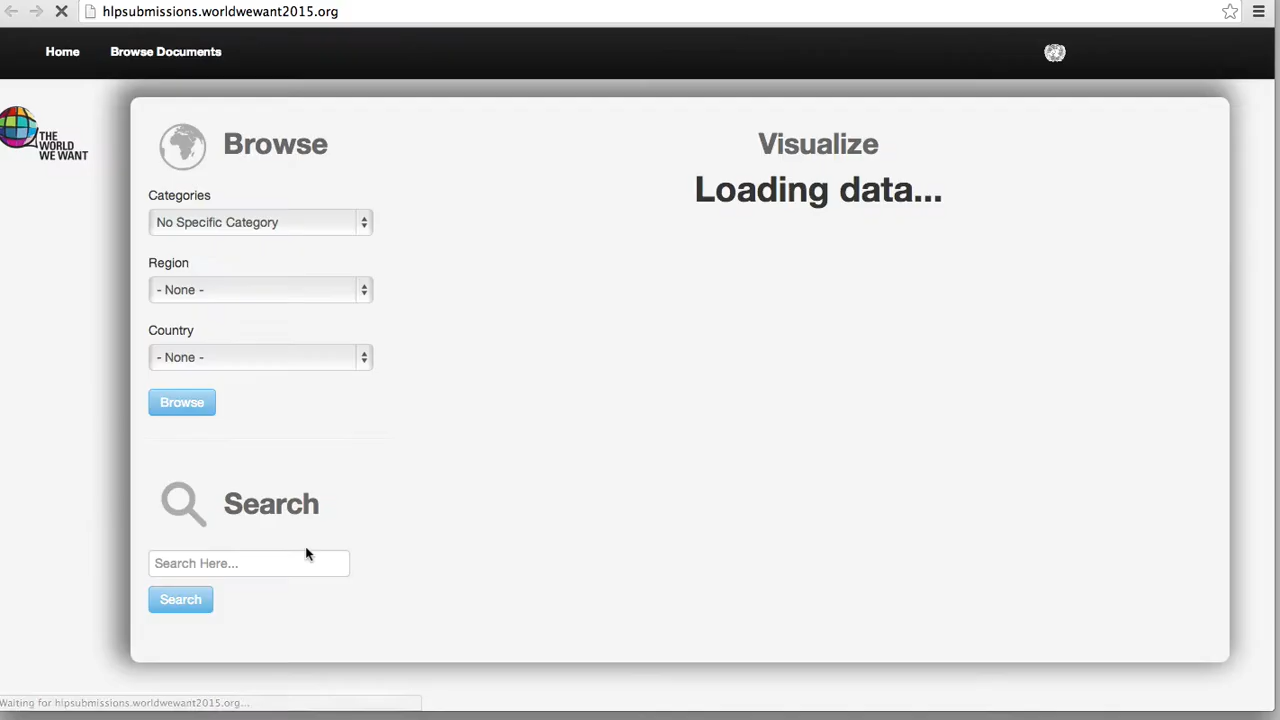 hlpsubmissions.worldwewant2015.org
Home Browse Documents
THE
WORLD
WE WANT
Browse
Categories
No Specific Category
Region
- None -
Country
- None -
Browse
Search
Search Here...
Search
Visualize
Loading data...
Waiting for hlpsubmissions.worldwewant2015.org...